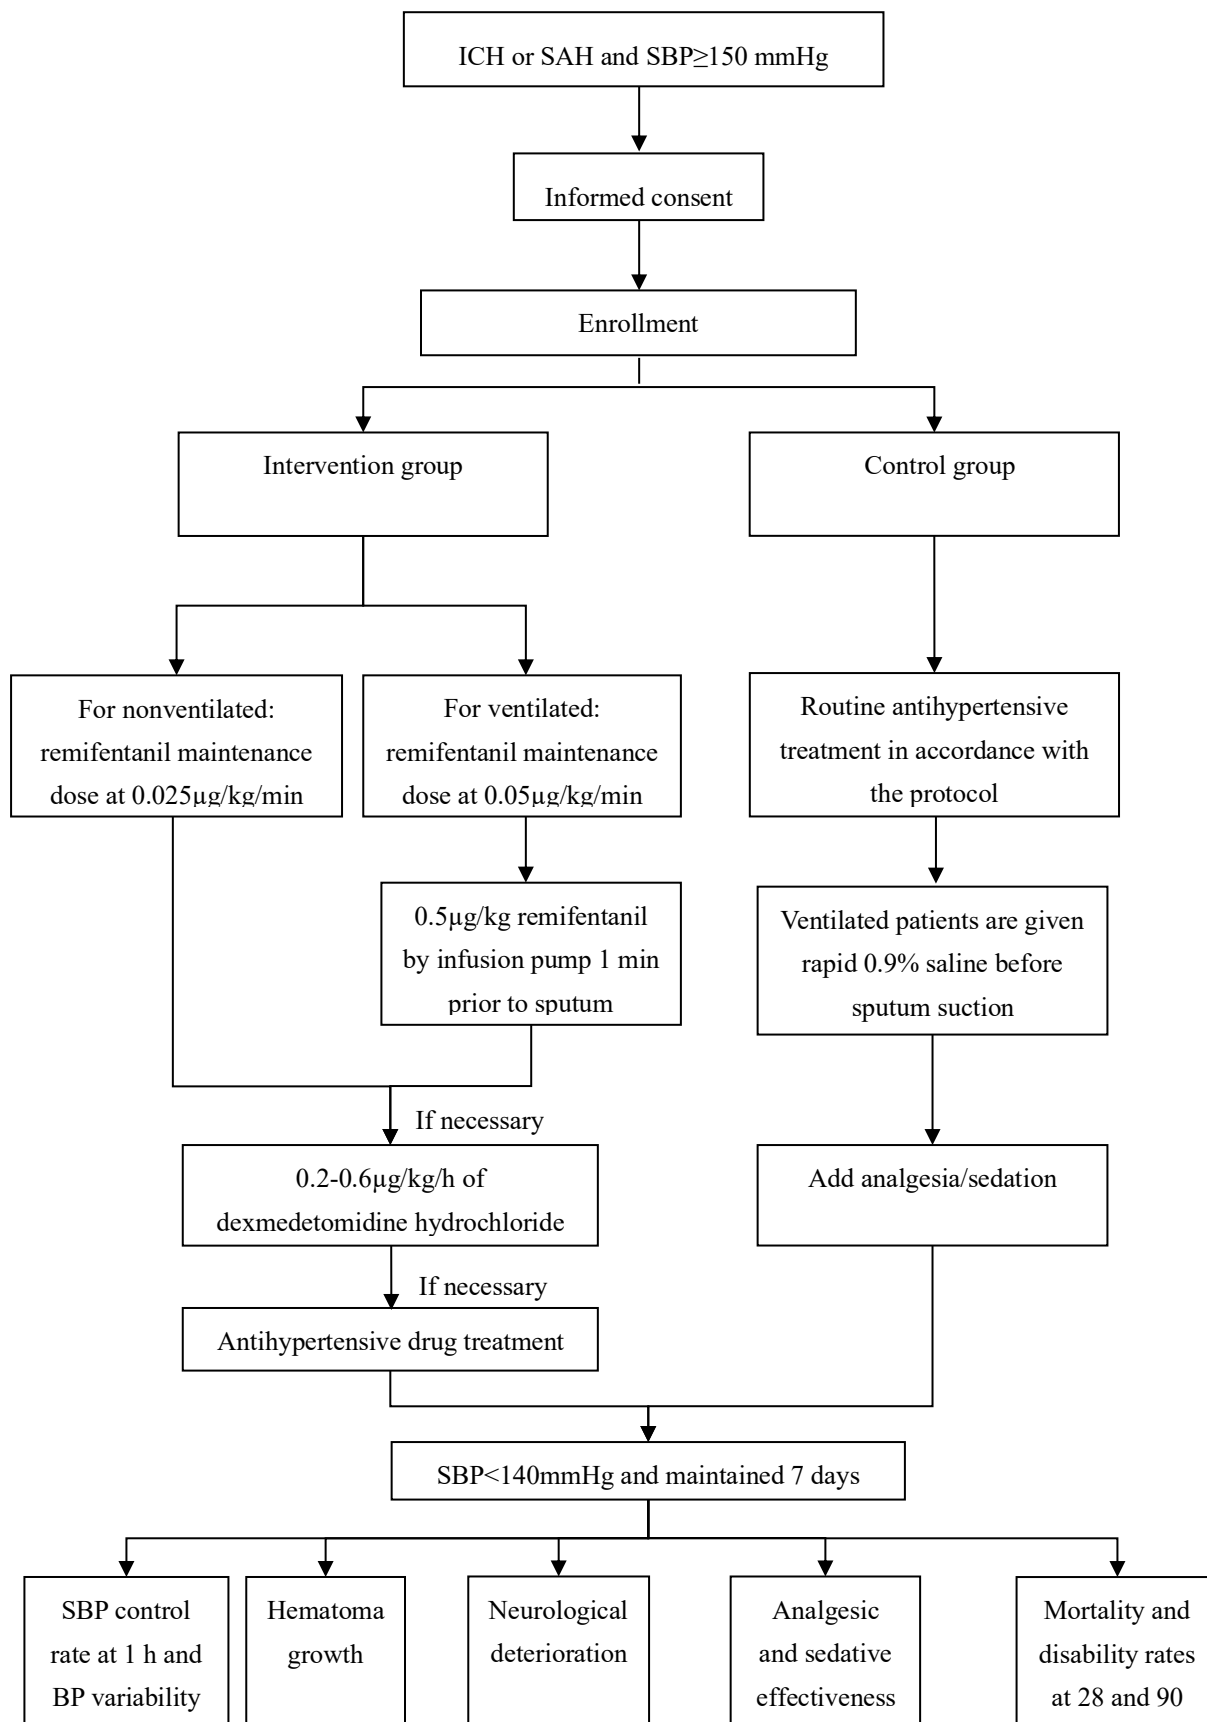 ICH or SAH and SBP≥150 mmHg
Informed consent
Enrollment
Intervention group
Control group
For nonventilated:
remifentanil maintenance
dose at 0.025µg/kg/min
For ventilated:
remifentanil maintenance
dose at 0.05µg/kg/min
Routine antihypertensive
treatment in accordance with
the protocol
0.5µg/kg remifentanil
by infusion pump 1 min
prior to sputum
Ventilated patients are given
rapid 0.9% saline before
sputum suction
If necessary
0.2-0.6µg/kg/h of
dexmedetomidine hydrochloride
Add analgesia/sedation
If necessary
Antihypertensive drug treatment
SBP<140mmHg and maintained 7 days
SBP control
rate at 1 h and
BP variability
Hematoma
growth
Neurological
deterioration
Analgesic
and sedative
effectiveness
Mortality and
disability rates
at 28 and 90